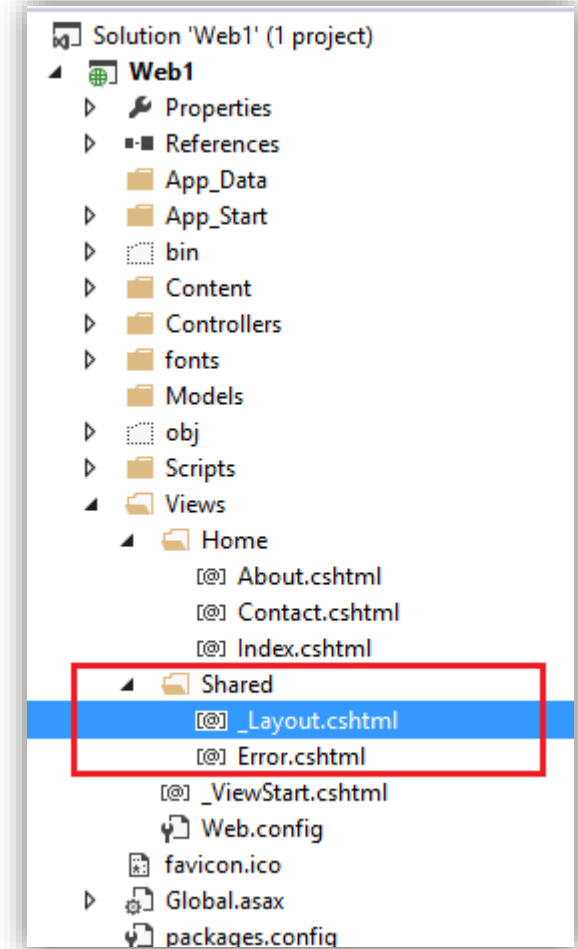 Solution 'Web1' (1 project)
Web1
Properties
References
App_Data
App_Start
bin
Content
Controllers
fonts
Models
obj
Scripts
Views
Home
[@] About.cshtml
[@] Contact.cshtml
[@] Index.cshtml
Shared
[@] _Layout.cshtml
[@] Error.cshtml
[@] _ViewStart.cshtml
Web.config
favicon.ico
Global.asax
packages.config